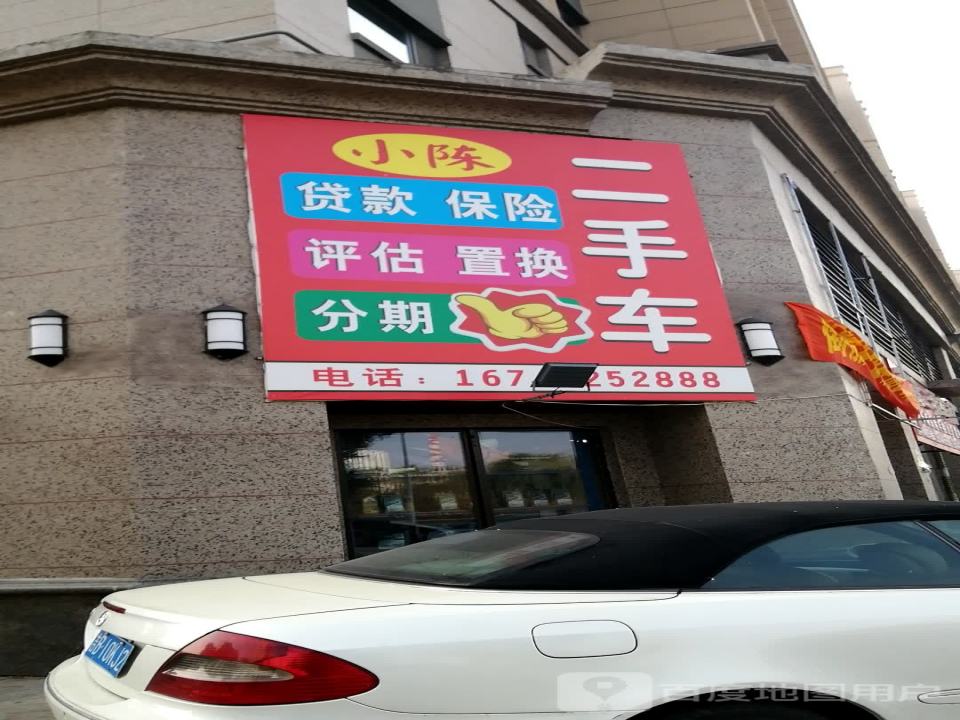 小陈
贷款 保险
评估 置换
分期
二手车
电话：167 252888
百度地图用户